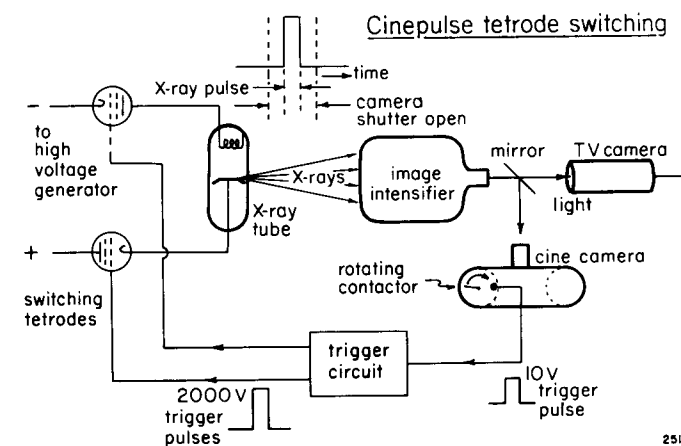 Cinepulse tetrode switching
time
X-ray pulse
camera
shutter open
−
to
high
voltage
generator
X-rays
X-ray
tube
image
intensifier
mirror
TV camera
light
+
switching
tetrodes
rotating
contactor
cine camera
trigger
circuit
2000 V
trigger
pulses
10V
trigger
pulse
251